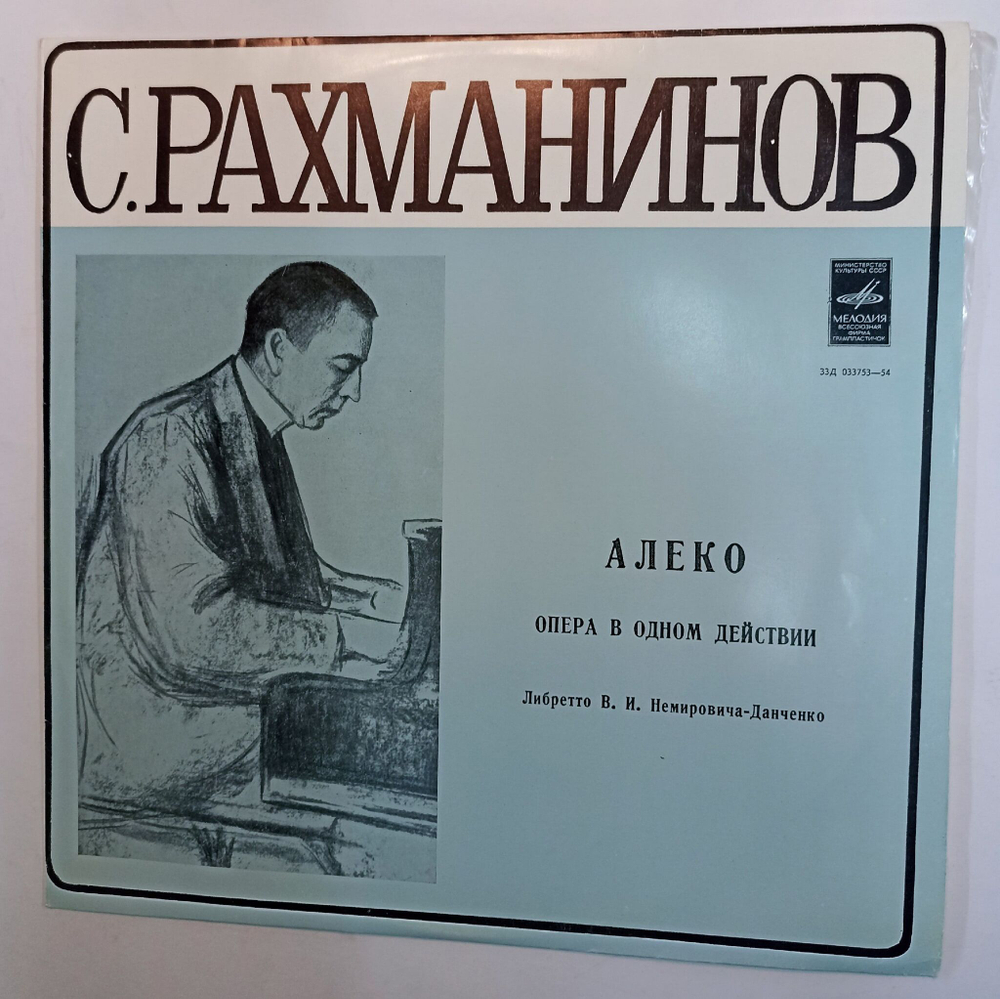 С. РАХМАНИНОВ
МИНИСТЕРСТВО
КУЛЬТУРЫ СССР
МЕЛОДИЯ
ВСЕСОЮЗНАЯ
ФИРМА
ГРАМПЛАСТИНОК
33Д 033753—54
АЛЕКО
ОПЕРА В ОДНОМ ДЕЙСТВИИ
Либретто В. И. Немировича-Данченко